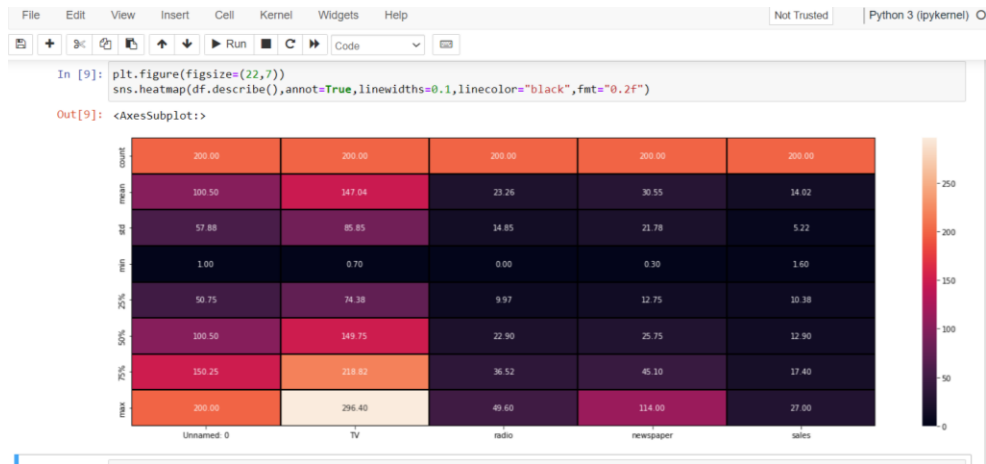 File Edit View Insert Cell Kernel Widgets Help Not Trusted Python 3 (ipykernel)
Run Code
In [9]: plt.figure(figsize=(22,7))
sns.heatmap(df.describe(),annot=True,linewidths=0.1,linecolor="black",fmt="0.2f")
Out[9]: <AxesSubplot:>
count 200.00 200.00 200.00 200.00 200.00
mean 100.50 147.04 23.26 30.55 14.02
std 57.88 85.85 14.85 21.78 5.22
min 1.00 0.70 0.00 0.30 1.60
25% 50.75 74.38 9.97 12.75 10.38
50% 100.50 149.75 22.90 25.75 12.90
75% 150.25 218.82 36.52 45.10 17.40
max 200.00 296.40 49.60 114.00 27.00
Unnamed: 0 TV radio newspaper sales
250
200
150
100
50
0